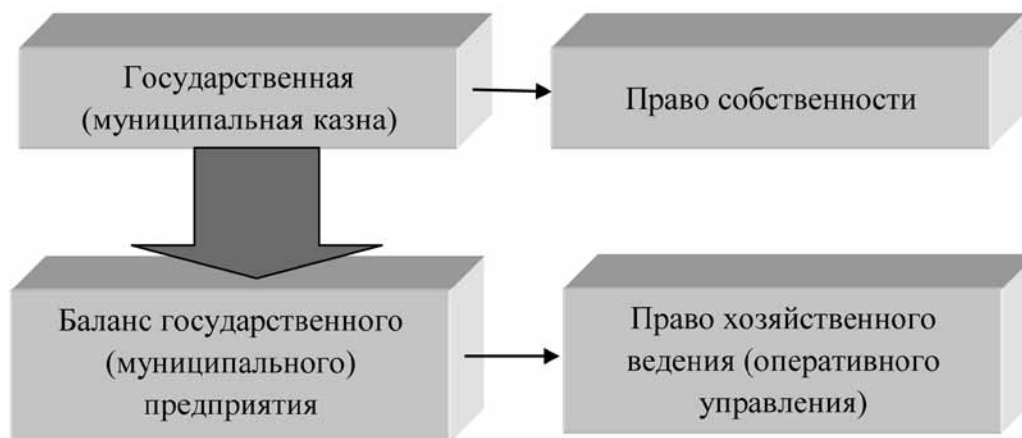 Государственная
(муниципальная казна)
Право собственности
Баланс государственного
(муниципального)
предприятия
Право хозяйственного
ведения (оперативного
управления)